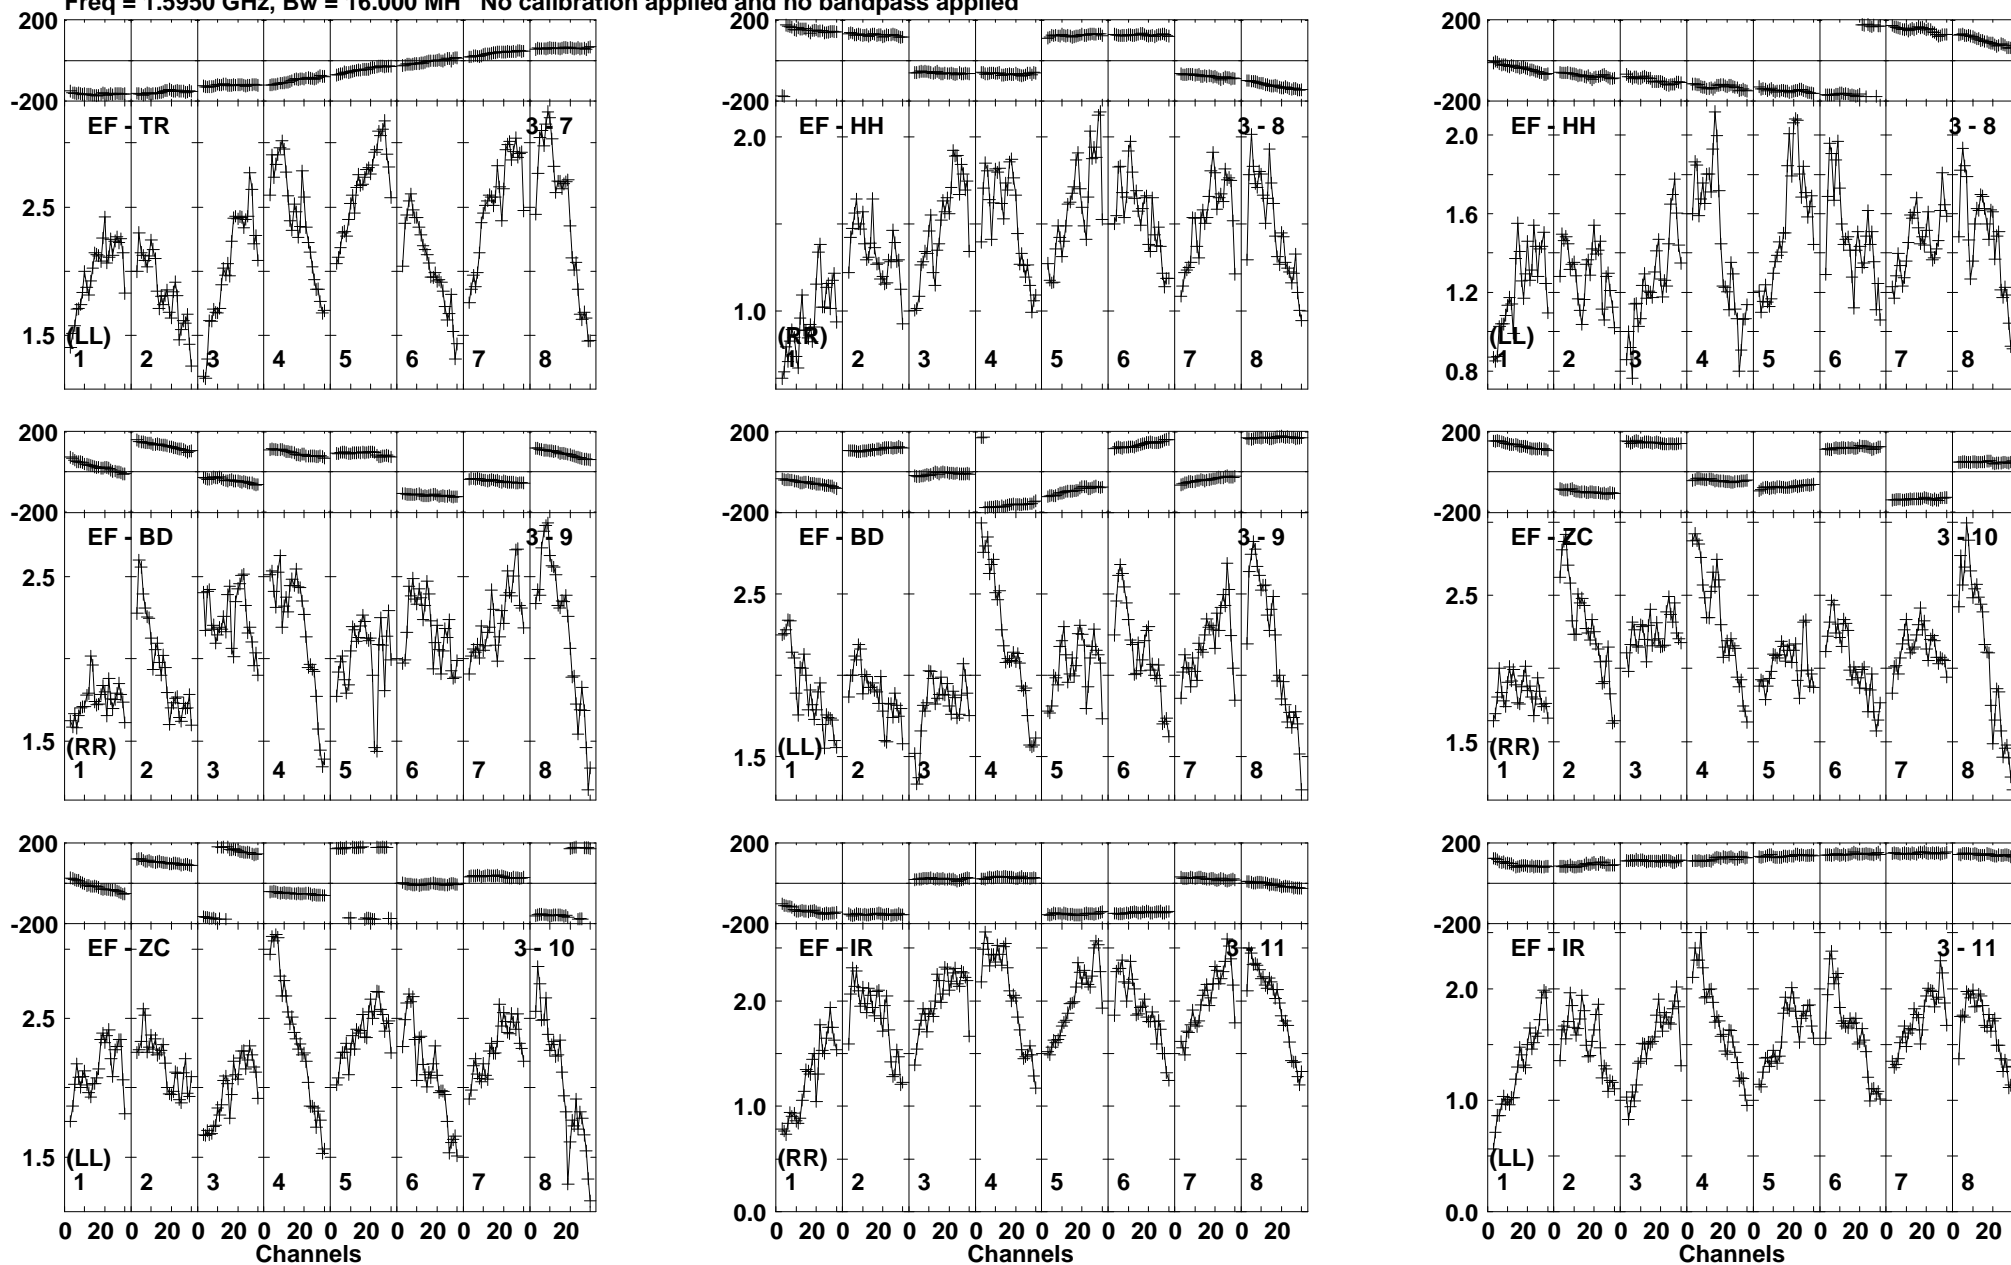 Freq = 1.5950 GHz, Bw = 16.000 MH No calibration applied and no bandpass applied
200 200 200
-200 -200 -200
EF - TR 3 - 7 EF - HH 3 - 8 EF - HH 3 - 8
2.0 2.0
2.5 1.6
1.0 1.2
1.5 0.8
(LL) (RR) (LL)
1 2 3 4 5 6 7 8 1 2 3 4 5 6 7 8 1 2 3 4 5 6 7 8
200 200 200
-200 -200 -200
EF - BD 3 - 9 EF - BD 3 - 9 EF - ZC 3 - 10
2.5 2.5 2.5
1.5 1.5 1.5
(RR) (LL) (RR)
1 2 3 4 5 6 7 8 1 2 3 4 5 6 7 8 1 2 3 4 5 6 7 8
200 200 200
-200 -200 -200
EF - ZC 3 - 10 EF - IR 3 - 11 EF - IR 3 - 11
2.5 2.0 2.0
1.5 1.0 1.0
(LL) (RR) (LL)
1 2 3 4 5 6 7 8 1 2 3 4 5 6 7 8 1 2 3 4 5 6 7 8
0.0 0.0
0 20 0 20 0 20 0 20 0 20 0 20 0 20 0 20 0 20 0 20 0 20 0 20 0 20 0 20 0 20 0 20 0 20 0 20 0 20 0 20 0 20 0 20 0 20 0 20
Channels Channels Channels